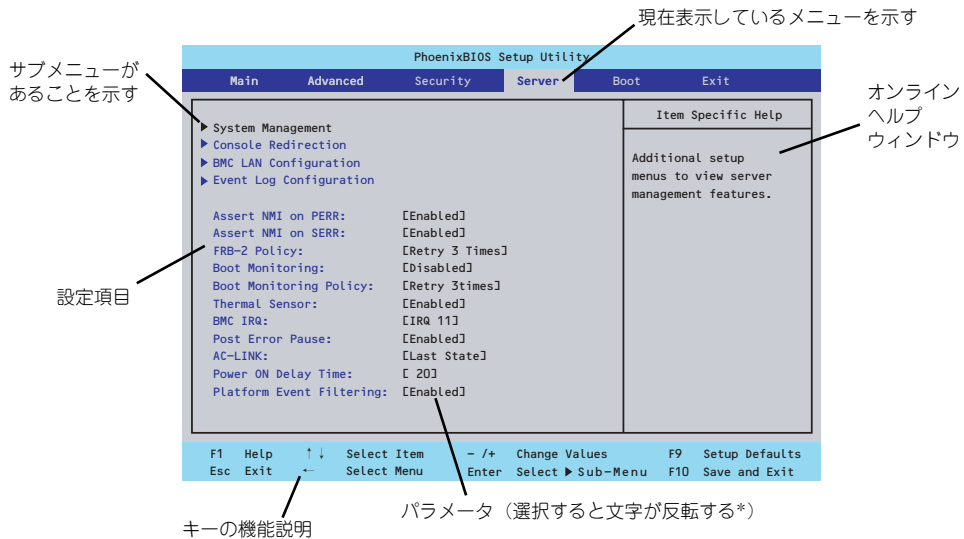 現在表示しているメニューを示す
サブメニューが
あることを示す
PhoenixBIOS Setup Utility
Main Advanced Security Server Boot Exit
オンライン
ヘルプ
ウィンドウ
Item Specific Help
▶ System Management
▶ Console Redirection
▶ BMC LAN Configuration
▶ Event Log Configuration
Additional setup
menus to view server
management features.
Assert NMI on PERR: [Enabled]
Assert NMI on SERR: [Enabled]
FRB-2 Policy: [Retry 3 Times]
Boot Monitoring: [Disabled]
Boot Monitoring Policy: [Retry 3times]
Thermal Sensor: [Enabled]
BMC IRQ: [IRQ 11]
Post Error Pause: [Enabled]
AC-LINK: [Last State]
Power ON Delay Time: [ 20]
Platform Event Filtering: [Enabled]
設定項目
F1 Help ↑↓ Select Item - /+ Change Values F9 Setup Defaults
Esc Exit ← Select Menu Enter Select ▶ Sub-Menu F10 Save and Exit
パラメータ（選択すると文字が反転する*）
キーの機能説明